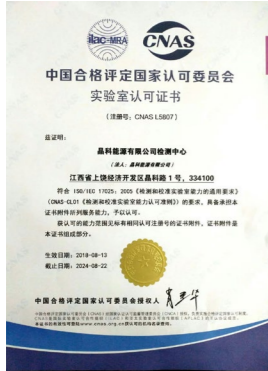 ilac-MRA
CNAS
中国合格评定国家认可委员会
实验室认可证书
(注册号:CNAS L5807)
兹证明:
晶科能源有限公司检测中心
(法人:晶科能源有限公司)
江西省上饶经济开发区晶科路 1 号,334100
符合 ISO/IEC 17025:2005《检测和校准实验室能力的通用要求》
(CNAS-CL01《检测和校准实验室能力认可准则》)的要求,具备承担本
证书附件所列服务能力,予以认可。
获认可的能力范围见标有相同认可注册号的证书附件,证书附件是
本证书组成部分。
生效日期:2018-08-13
截止日期:2024-08-22
中国合格评定国家认可委员会授权人